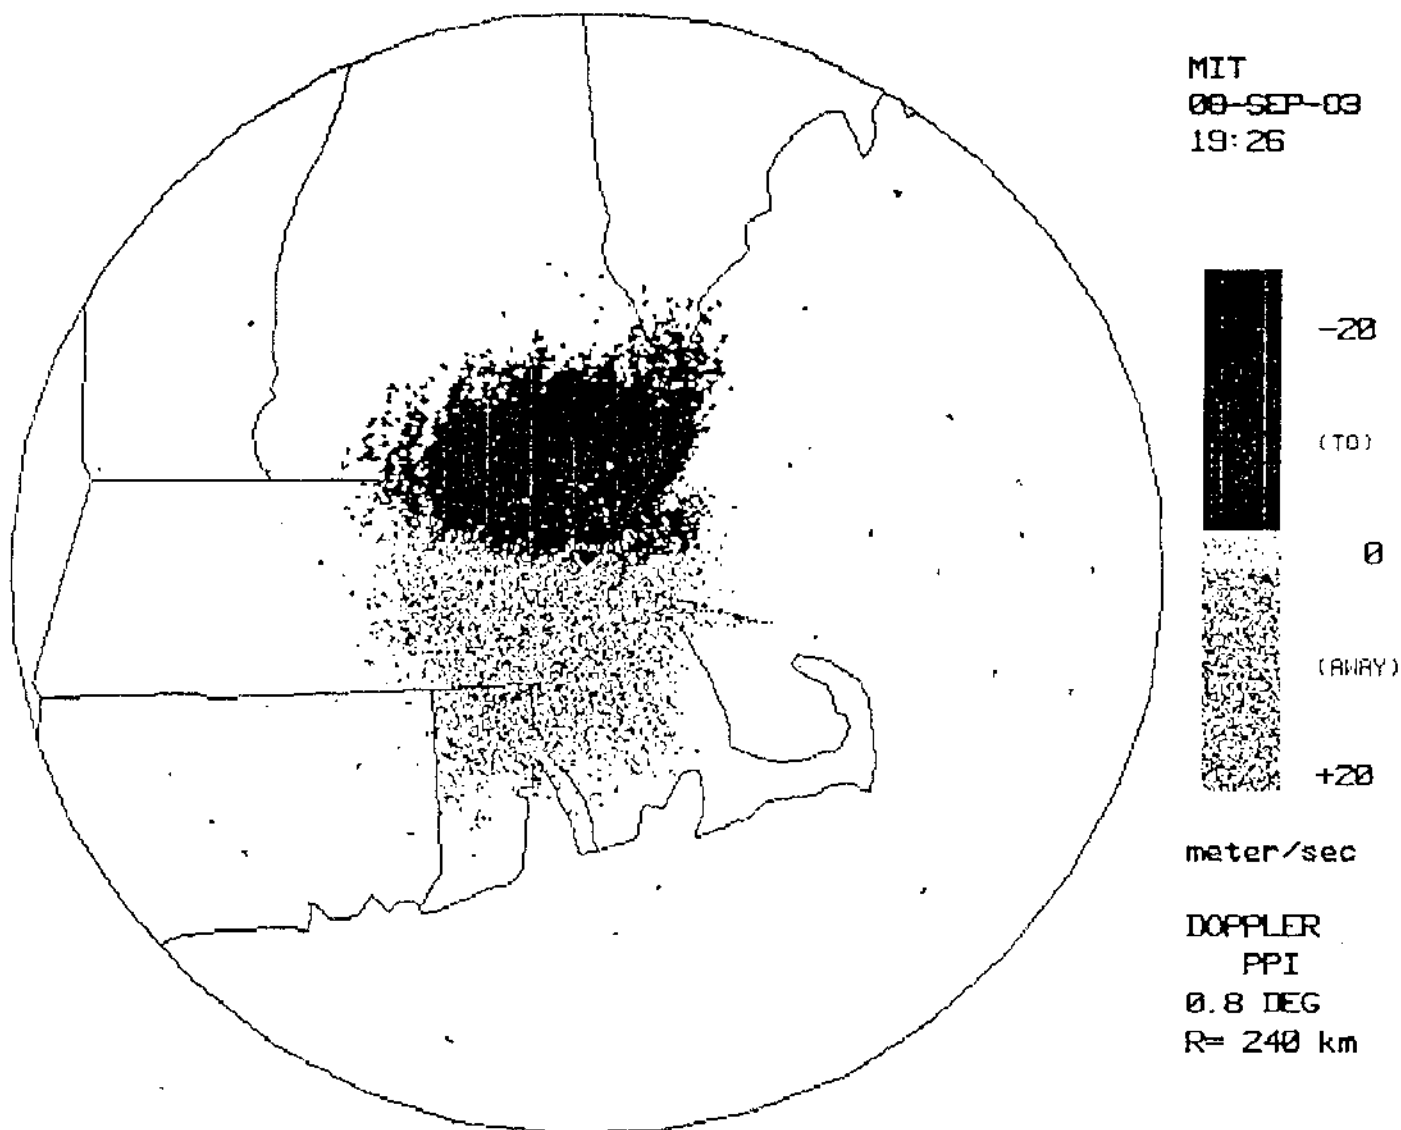 MIT
08-SEP-03
19:26
-20
(TO)
0
(AWAY)
+20
meter/sec
DOPPLER
PPI
0.8 DEG
R= 240 km